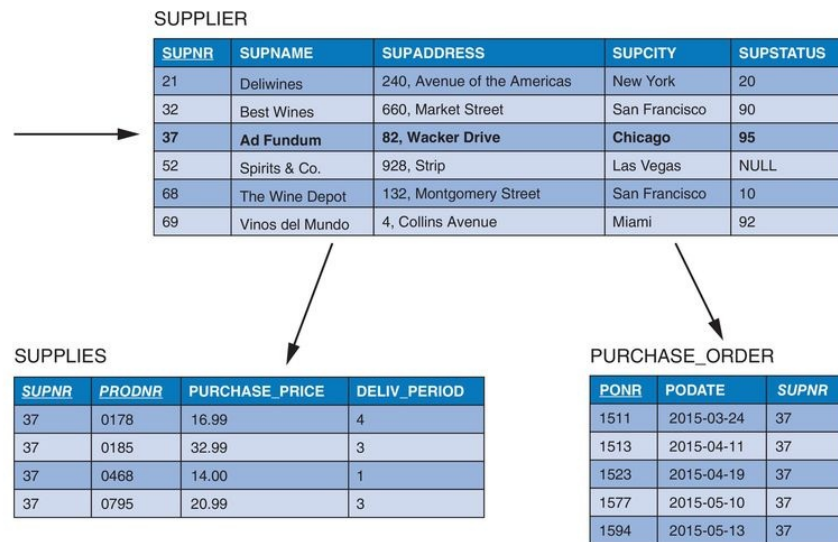 SUPPLIER
SUPNR SUPNAME SUPADDRESS SUPCITY SUPSTATUS
21 Deliwines 240, Avenue of the Americas New York 20
32 Best Wines 660, Market Street San Francisco 90
37 Ad Fundum 82, Wacker Drive Chicago 95
52 Spirits & Co. 928, Strip Las Vegas NULL
68 The Wine Depot 132, Montgomery Street San Francisco 10
69 Vinos del Mundo 4, Collins Avenue Miami 92
SUPPLIES
SUPNR PRODNR PURCHASE_PRICE DELIV_PERIOD
37 0178 16.99 4
37 0185 32.99 3
37 0468 14.00 1
37 0795 20.99 3
PURCHASE_ORDER
PONR PODATE SUPNR
1511 2015-03-24 37
1513 2015-04-11 37
1523 2015-04-19 37
1577 2015-05-10 37
1594 2015-05-13 37